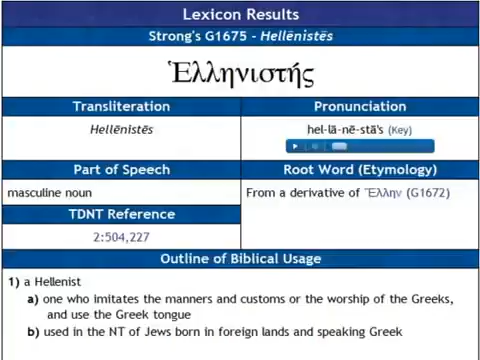 Lexicon Results
Strong's G1675 - Hellēnistēs
Ἑλληνιστής
Transliteration
Hellēnistēs
Pronunciation
hel-lā-nē-stā's (Key)
Part of Speech
masculine noun
Root Word (Etymology)
From a derivative of Ἕλλην (G1672)
TDNT Reference
2:504,227
Outline of Biblical Usage
1) a Hellenist
a) one who imitates the manners and customs or the worship of the Greeks,
and use the Greek tongue
b) used in the NT of Jews born in foreign lands and speaking Greek